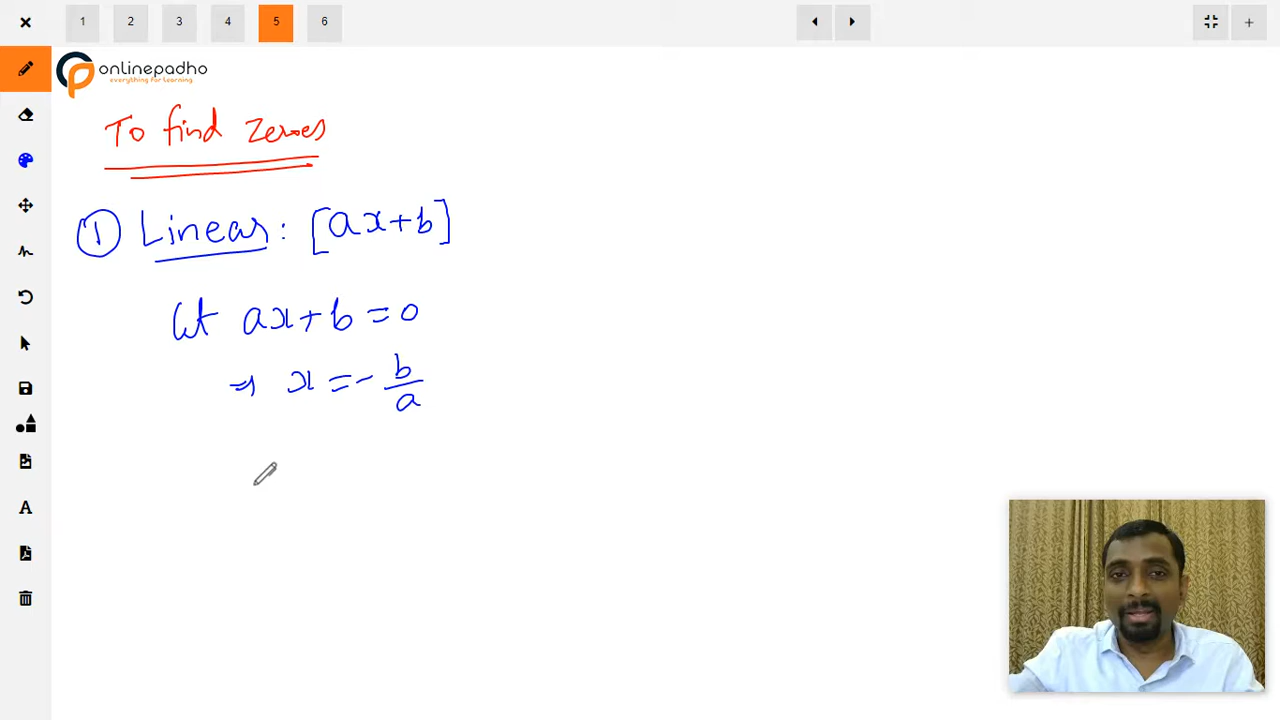 1 2 3 4 5 6
onlinepadho
everything for learning
To find Zeroes
① Linear: [ax+b]
let ax+b=0
⇒ x=-b/a
A